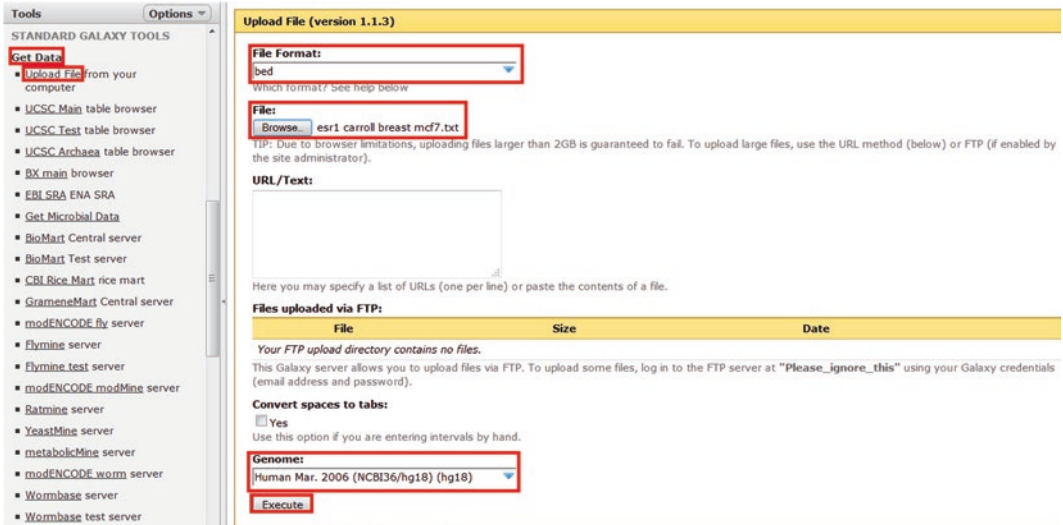 Tools
Options
STANDARD GALAXY TOOLS
Get Data
Upload File from your
computer
UCSC Main table browser
UCSC Test table browser
UCSC Archaea table browser
BX main browser
EBI SRA ENA SRA
Get Microbial Data
BioMart Central server
BioMart Test server
CBI Rice Mart rice mart
GrameneMart Central server
modENCODE fly server
Flymine server
Flymine test server
modENCODE modMine server
Ratmine server
YeastMine server
metabolicMine server
modENCODE worm server
Wormbase server
Wormbase test server
Upload File (version 1.1.3)
File Format:
bed
Which format? See help below
File:
Browse... esr1 carroll breast mcf7.txt
TIP: Due to browser limitations, uploading files larger than 2GB is guaranteed to fail. To upload large files, use the URL method (below) or FTP (if enabled by
the site administrator).
URL/Text:
Here you may specify a list of URLs (one per line) or paste the contents of a file.
Files uploaded via FTP:
File Size Date
Your FTP upload directory contains no files.
This Galaxy server allows you to upload files via FTP. To upload some files, log in to the FTP server at "Please_ignore_this" using your Galaxy credentials
(email address and password).
Convert spaces to tabs:
Yes
Use this option if you are entering intervals by hand.
Genome:
Human Mar. 2006 (NCBI36/hg18) (hg18)
Execute